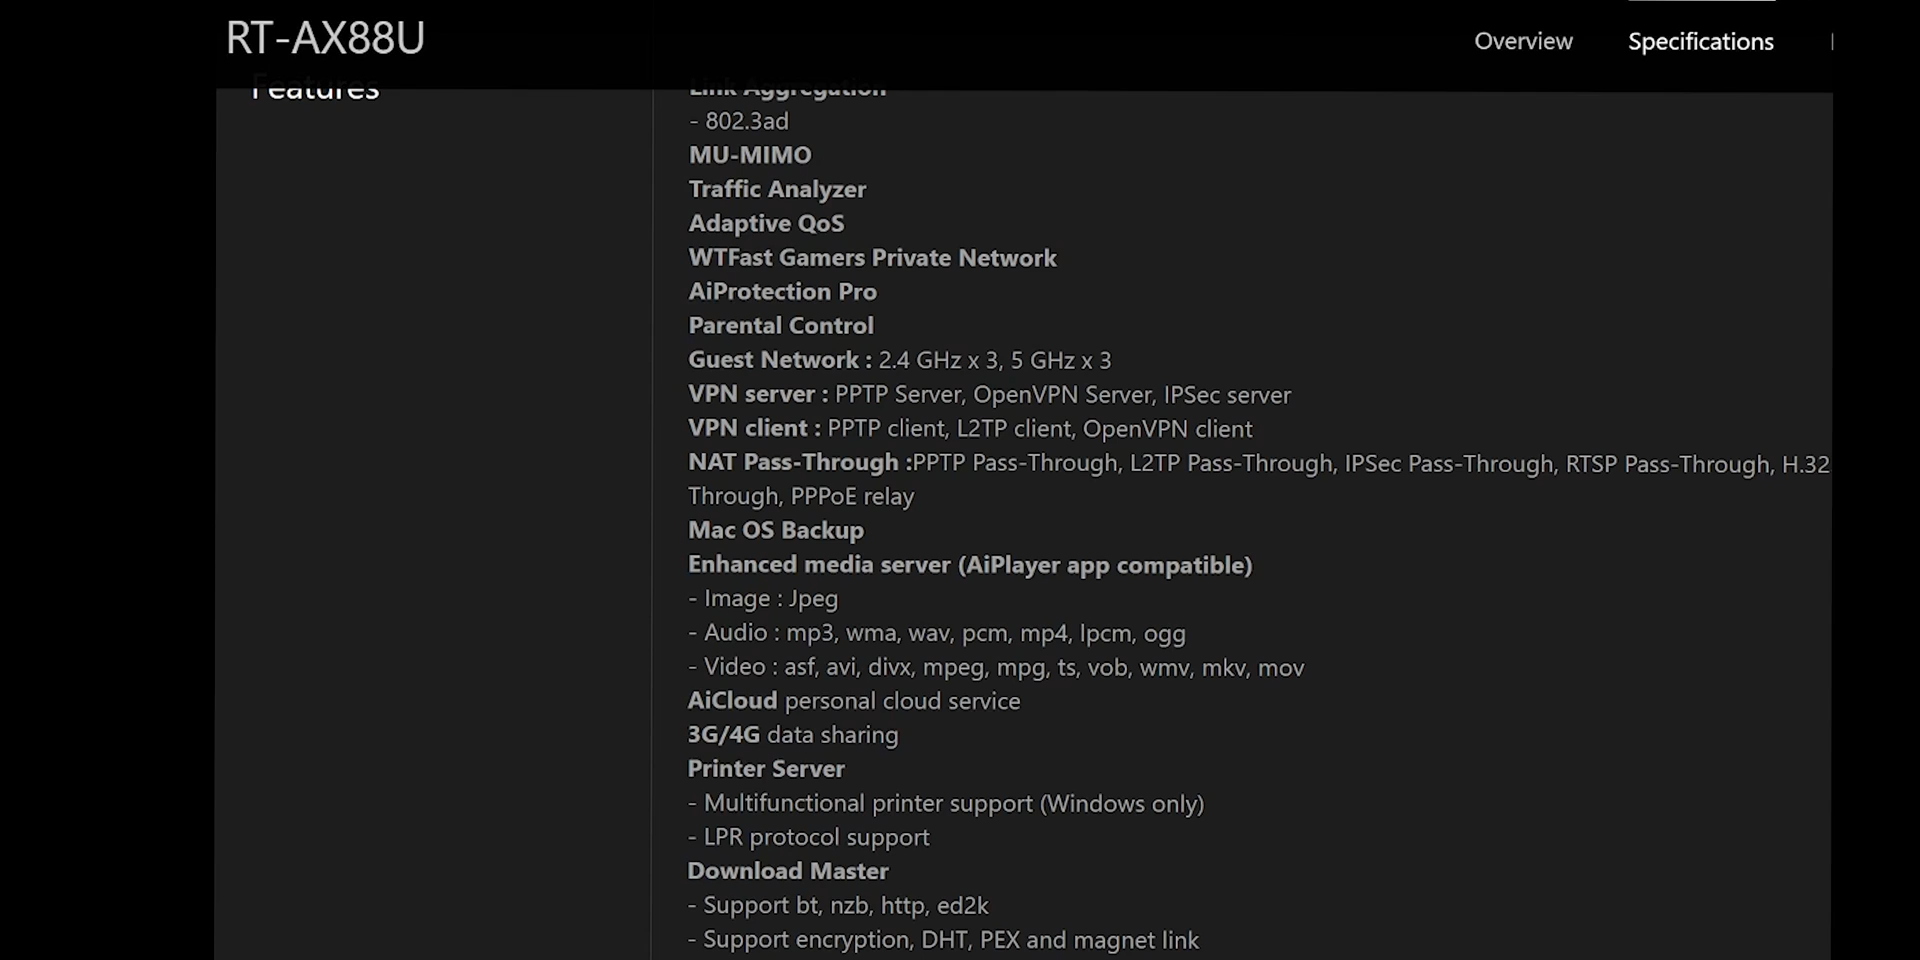 RT-AX88U
Overview
Specifications
Features
Link Aggregation
- 802.3ad
MU-MIMO
Traffic Analyzer
Adaptive QoS
WTFast Gamers Private Network
AiProtection Pro
Parental Control
Guest Network : 2.4 GHz x 3, 5 GHz x 3
VPN server : PPTP Server, OpenVPN Server, IPSec server
VPN client : PPTP client, L2TP client, OpenVPN client
NAT Pass-Through :PPTP Pass-Through, L2TP Pass-Through, IPSec Pass-Through, RTSP Pass-Through, H.32
Through, PPPoE relay
Mac OS Backup
Enhanced media server (AiPlayer app compatible)
- Image : Jpeg
- Audio : mp3, wma, wav, pcm, mp4, lpcm, ogg
- Video : asf, avi, divx, mpeg, mpg, ts, vob, wmv, mkv, mov
AiCloud personal cloud service
3G/4G data sharing
Printer Server
- Multifunctional printer support (Windows only)
- LPR protocol support
Download Master
- Support bt, nzb, http, ed2k
- Support encryption, DHT, PEX and magnet link